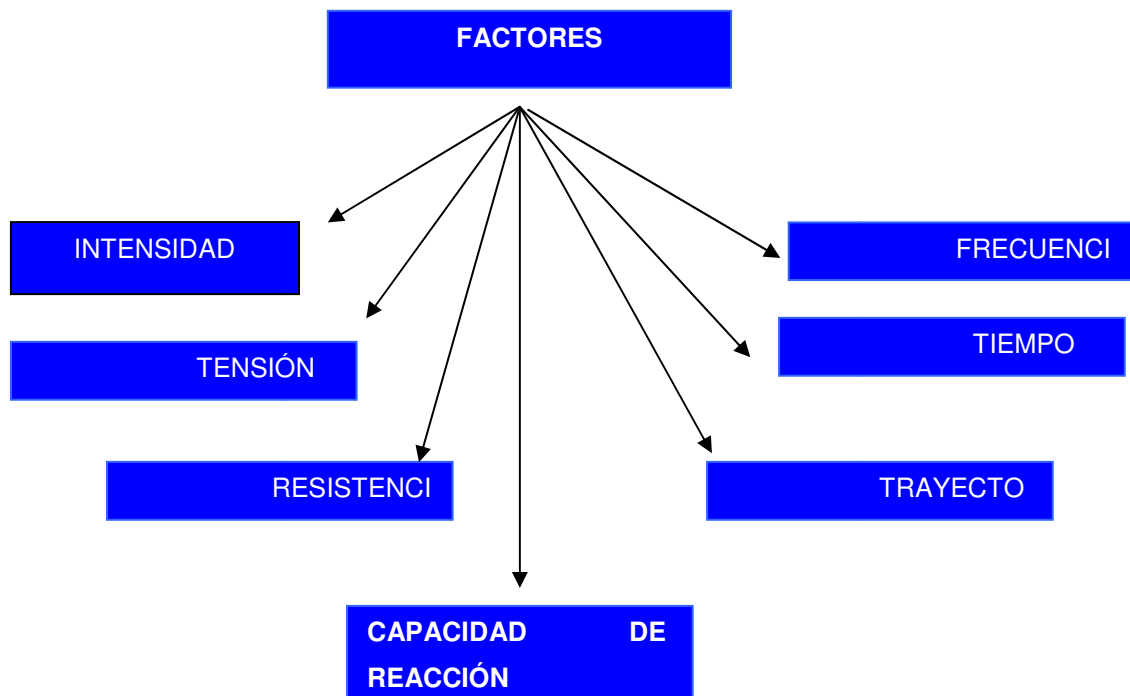 FACTORES
INTENSIDAD
FRECUENCI
TENSIÓN
TIEMPO
RESISTENCI
TRAYECTO
CAPACIDAD DE
REACCIÓN